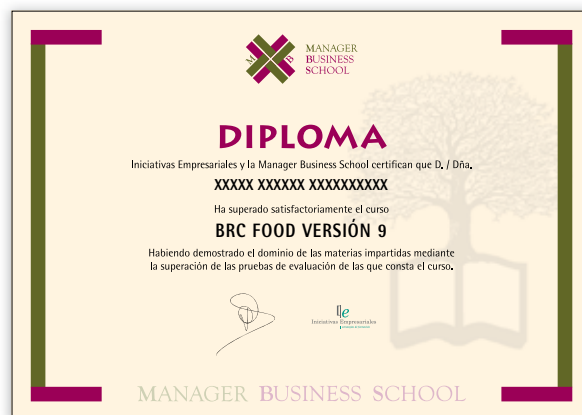 M B
MANAGER
BUSINESS
SCHOOL
DIPLOMA
Iniciativas Empresariales y la Manager Business School certifican que D. / Dña.
XXXXX XXXXXX XXXXXXXXXX
Ha superado satisfactoriamente el curso
BRC FOOD VERSIÓN 9
Habiendo demostrado el dominio de las materias impartidas mediante
la superación de las pruebas de evaluación de las que consta el curso.
Iniciativas Empresariales
MANAGER BUSINESS SCHOOL